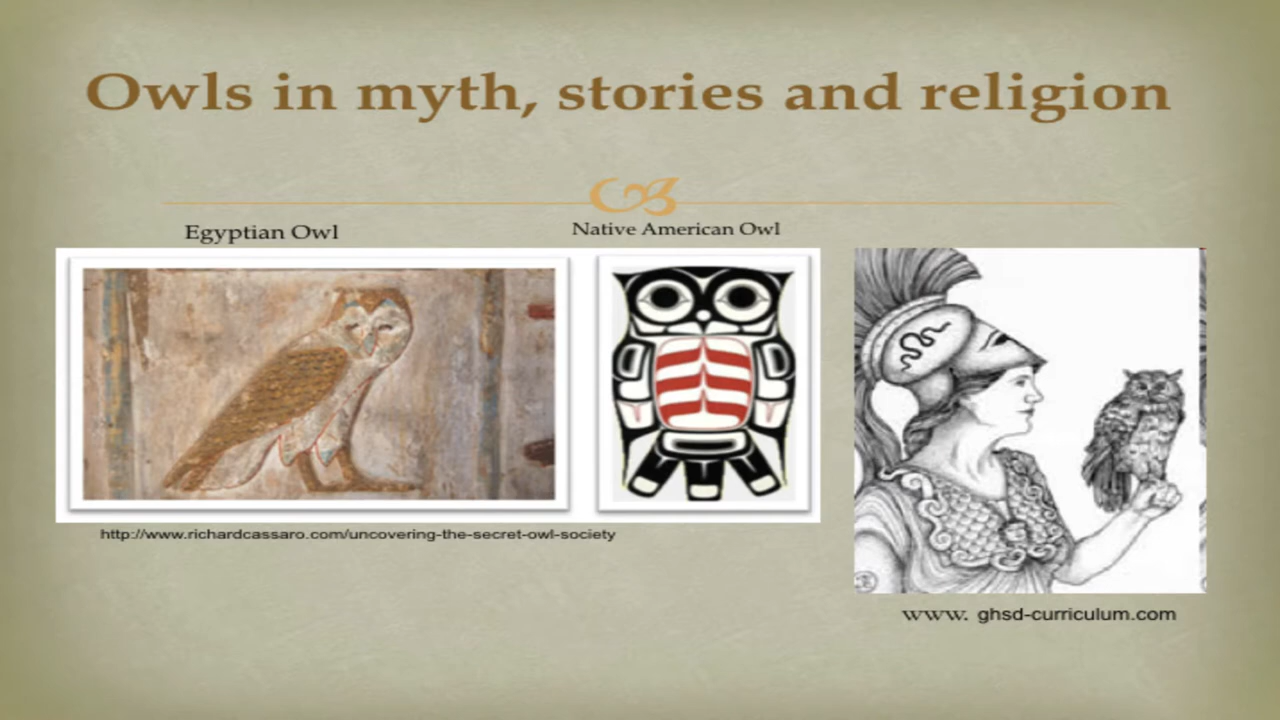 Owls in myth, stories and religion
Egyptian Owl
Native American Owl
http://www.richardcassaro.com/uncovering-the-secret-owl-society
www. ghsd-curriculum.com